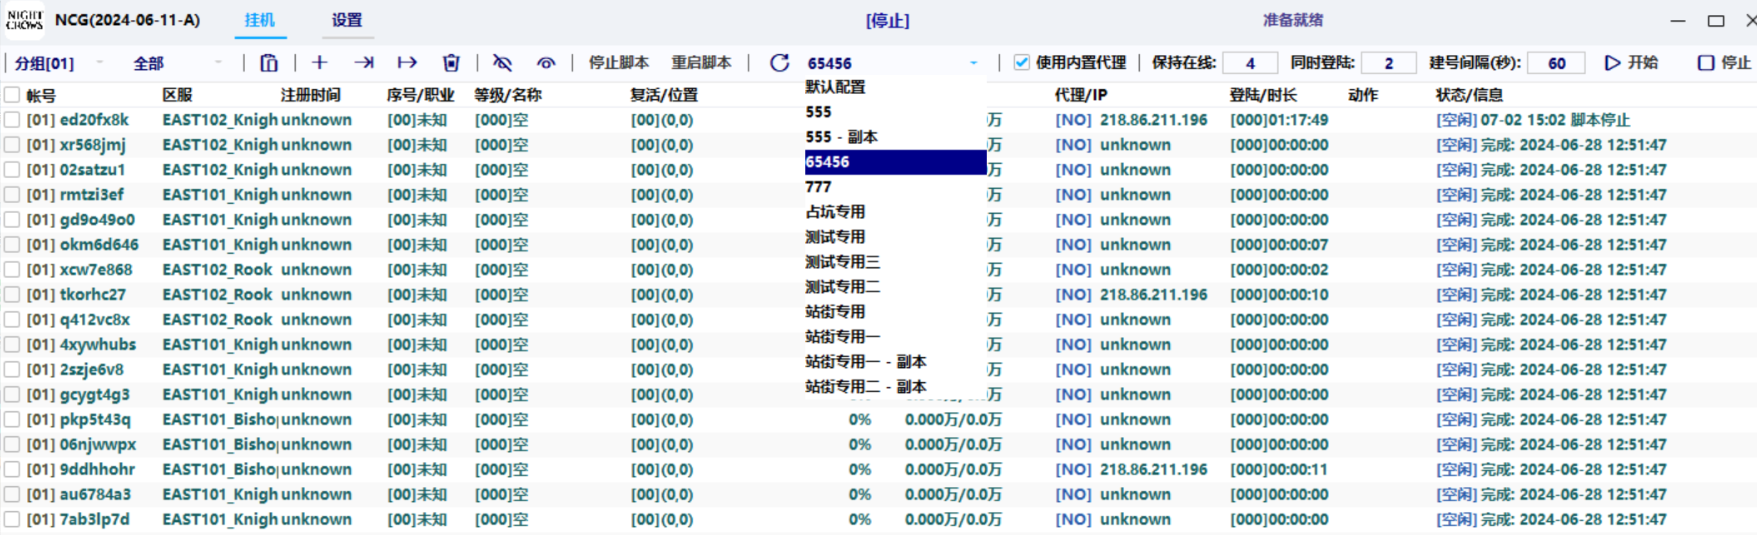 NIGHT CROWS NCG(2024-06-11-A) 挂机 设置 [停止] 准备就绪
分组[01] 全部 停止脚本 重启脚本 65456 使用内置代理 保持在线: 4 同时登陆: 2 建号间隔(秒): 60 开始 停止
帐号 区服 注册时间 序号/职业 等级/名称 复活/位置 代理/IP 登陆/时长 动作 状态/信息
默认配置
555
555 - 副本
65456
777
占坑专用
测试专用
测试专用三
测试专用二
站街专用
站街专用一
站街专用一 - 副本
站街专用二 - 副本
[01] ed20fx8k EAST102_Knigh unknown [00]未知 [000]空 [00](0,0) 万 [NO] 218.86.211.196 [000]01:17:49 [空闲] 07-02 15:02 脚本停止
[01] xr568jmj EAST102_Knigh unknown [00]未知 [000]空 [00](0,0) 万 [NO] unknown [000]00:00:00 [空闲] 完成: 2024-06-28 12:51:47
[01] 02satzu1 EAST102_Knigh unknown [00]未知 [000]空 [00](0,0) 万 [NO] unknown [000]00:00:00 [空闲] 完成: 2024-06-28 12:51:47
[01] rmtzi3ef EAST101_Knigh unknown [00]未知 [000]空 [00](0,0) 万 [NO] unknown [000]00:00:00 [空闲] 完成: 2024-06-28 12:51:47
[01] gd9o49o0 EAST101_Knigh unknown [00]未知 [000]空 [00](0,0) 万 [NO] unknown [000]00:00:00 [空闲] 完成: 2024-06-28 12:51:47
[01] okm6d646 EAST101_Knigh unknown [00]未知 [000]空 [00](0,0) 万 [NO] unknown [000]00:00:07 [空闲] 完成: 2024-06-28 12:51:47
[01] xcw7e868 EAST102_Rook unknown [00]未知 [000]空 [00](0,0) 万 [NO] unknown [000]00:00:02 [空闲] 完成: 2024-06-28 12:51:47
[01] tkorhc27 EAST102_Rook unknown [00]未知 [000]空 [00](0,0) 万 [NO] 218.86.211.196 [000]00:00:10 [空闲] 完成: 2024-06-28 12:51:47
[01] q412vc8x EAST102_Rook unknown [00]未知 [000]空 [00](0,0) 万 [NO] unknown [000]00:00:00 [空闲] 完成: 2024-06-28 12:51:47
[01] 4xywhubs EAST101_Knigh unknown [00]未知 [000]空 [00](0,0) 万 [NO] unknown [000]00:00:00 [空闲] 完成: 2024-06-28 12:51:47
[01] 2szje6v8 EAST101_Knigh unknown [00]未知 [000]空 [00](0,0) 万 [NO] unknown [000]00:00:00 [空闲] 完成: 2024-06-28 12:51:47
[01] gcygt4g3 EAST101_Knigh unknown [00]未知 [000]空 [00](0,0) [NO] unknown [000]00:00:00 [空闲] 完成: 2024-06-28 12:51:47
[01] pkp5t43q EAST101_Bisho unknown [00]未知 [000]空 [00](0,0) 0% 0.000万/0.0万 [NO] unknown [000]00:00:00 [空闲] 完成: 2024-06-28 12:51:47
[01] 06njwwpx EAST101_Bisho unknown [00]未知 [000]空 [00](0,0) 0% 0.000万/0.0万 [NO] unknown [000]00:00:00 [空闲] 完成: 2024-06-28 12:51:47
[01] 9ddhhohr EAST101_Bisho unknown [00]未知 [000]空 [00](0,0) 0% 0.000万/0.0万 [NO] 218.86.211.196 [000]00:00:11 [空闲] 完成: 2024-06-28 12:51:47
[01] au6784a3 EAST101_Knigh unknown [00]未知 [000]空 [00](0,0) 0% 0.000万/0.0万 [NO] unknown [000]00:00:00 [空闲] 完成: 2024-06-28 12:51:47
[01] 7ab3lp7d EAST101_Knigh unknown [00]未知 [000]空 [00](0,0) 0% 0.000万/0.0万 [NO] unknown [000]00:00:00 [空闲] 完成: 2024-06-28 12:51:47